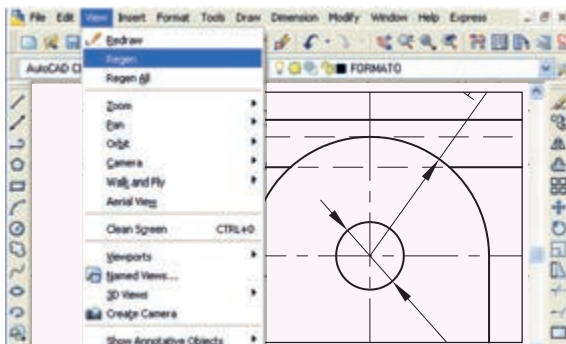 File Edit View Insert Format Tools Draw Dimension Modify Window Help Express
Redraw
Regen
Regen All
AutoCAD Cl
FORMATO
Zoom
Pan
Orbit
Camera
Walk and Fly
Aerial View
Clean Screen CTRL+0
Viewports
Named Views...
3D Views
Create Camera
Show Annotative Objects